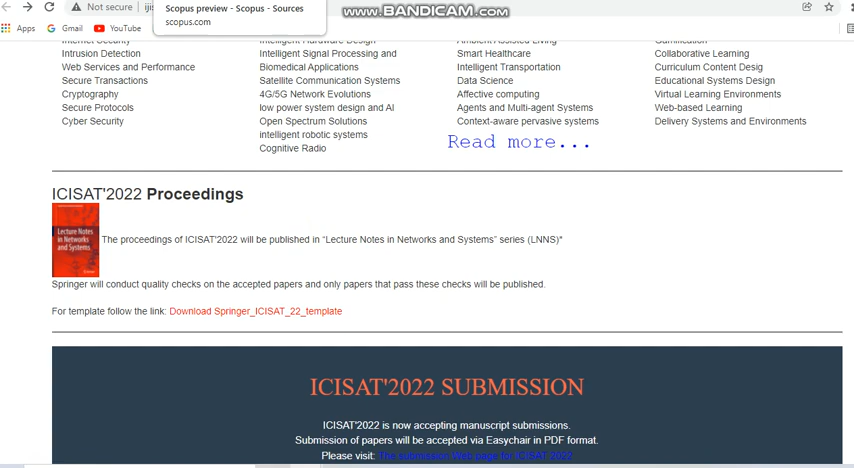 Not secure
Scopus preview - Scopus - Sources
scopus.com
www.BANDICAM.com
Apps
Gmail
YouTube
Intrusion Detection
Web Services and Performance
Secure Transactions
Cryptography
Secure Protocols
Cyber Security
Intelligent Hardware Design
Intelligent Signal Processing and
Biomedical Applications
Satellite Communication Systems
4G/5G Network Evolutions
low power system design and AI
Open Spectrum Solutions
intelligent robotic systems
Cognitive Radio
Ambient Assisted Living
Smart Healthcare
Intelligent Transportation
Data Science
Affective computing
Agents and Multi-agent Systems
Context-aware pervasive systems
Read more...
Collaborative Learning
Curriculum Content Desig
Educational Systems Design
Virtual Learning Environments
Web-based Learning
Delivery Systems and Environments
ICISAT'2022 Proceedings
Lecture Notes
in Networks
and Systems
The proceedings of ICISAT'2022 will be published in “Lecture Notes in Networks and Systems” series (LNNS)*
Springer will conduct quality checks on the accepted papers and only papers that pass these checks will be published.
For template follow the link: Download Springer_ICISAT_22_template
ICISAT'2022 SUBMISSION
ICISAT'2022 is now accepting manuscript submissions.
Submission of papers will be accepted via Easychair in PDF format.
Please visit: The submission Web page for ICISAT 2022